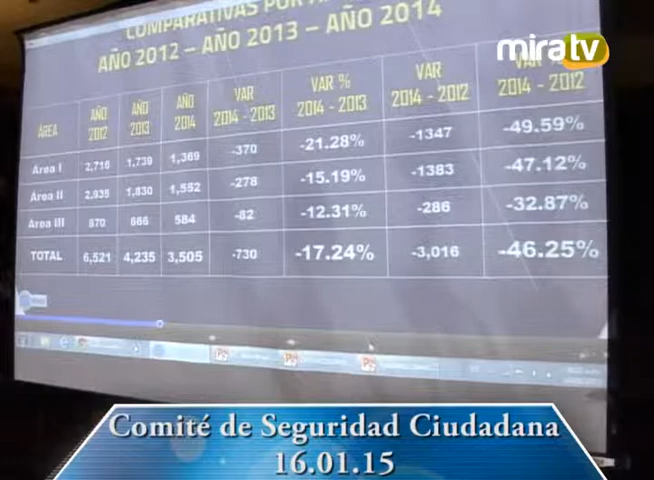 COMPARATIVAS POR
AÑO 2012 – AÑO 2013 – AÑO 2014
miratv
ÁREA AÑO 2012 AÑO 2013 AÑO 2014 VAR 2014 - 2013 VAR % 2014 - 2013 VAR 2014 - 2012 VAR % 2014 - 2012
Area I 2,716 1,739 1,369 -370 -21.28% -1347 -49.59%
Area II 2,935 1,830 1,552 -278 -15.19% -1383 -47.12%
Area III 870 666 584 -82 -12.31% -286 -32.87%
TOTAL 6,521 4,235 3,505 -730 -17.24% -3,016 -46.25%
Comité de Seguridad Ciudadana
16.01.15